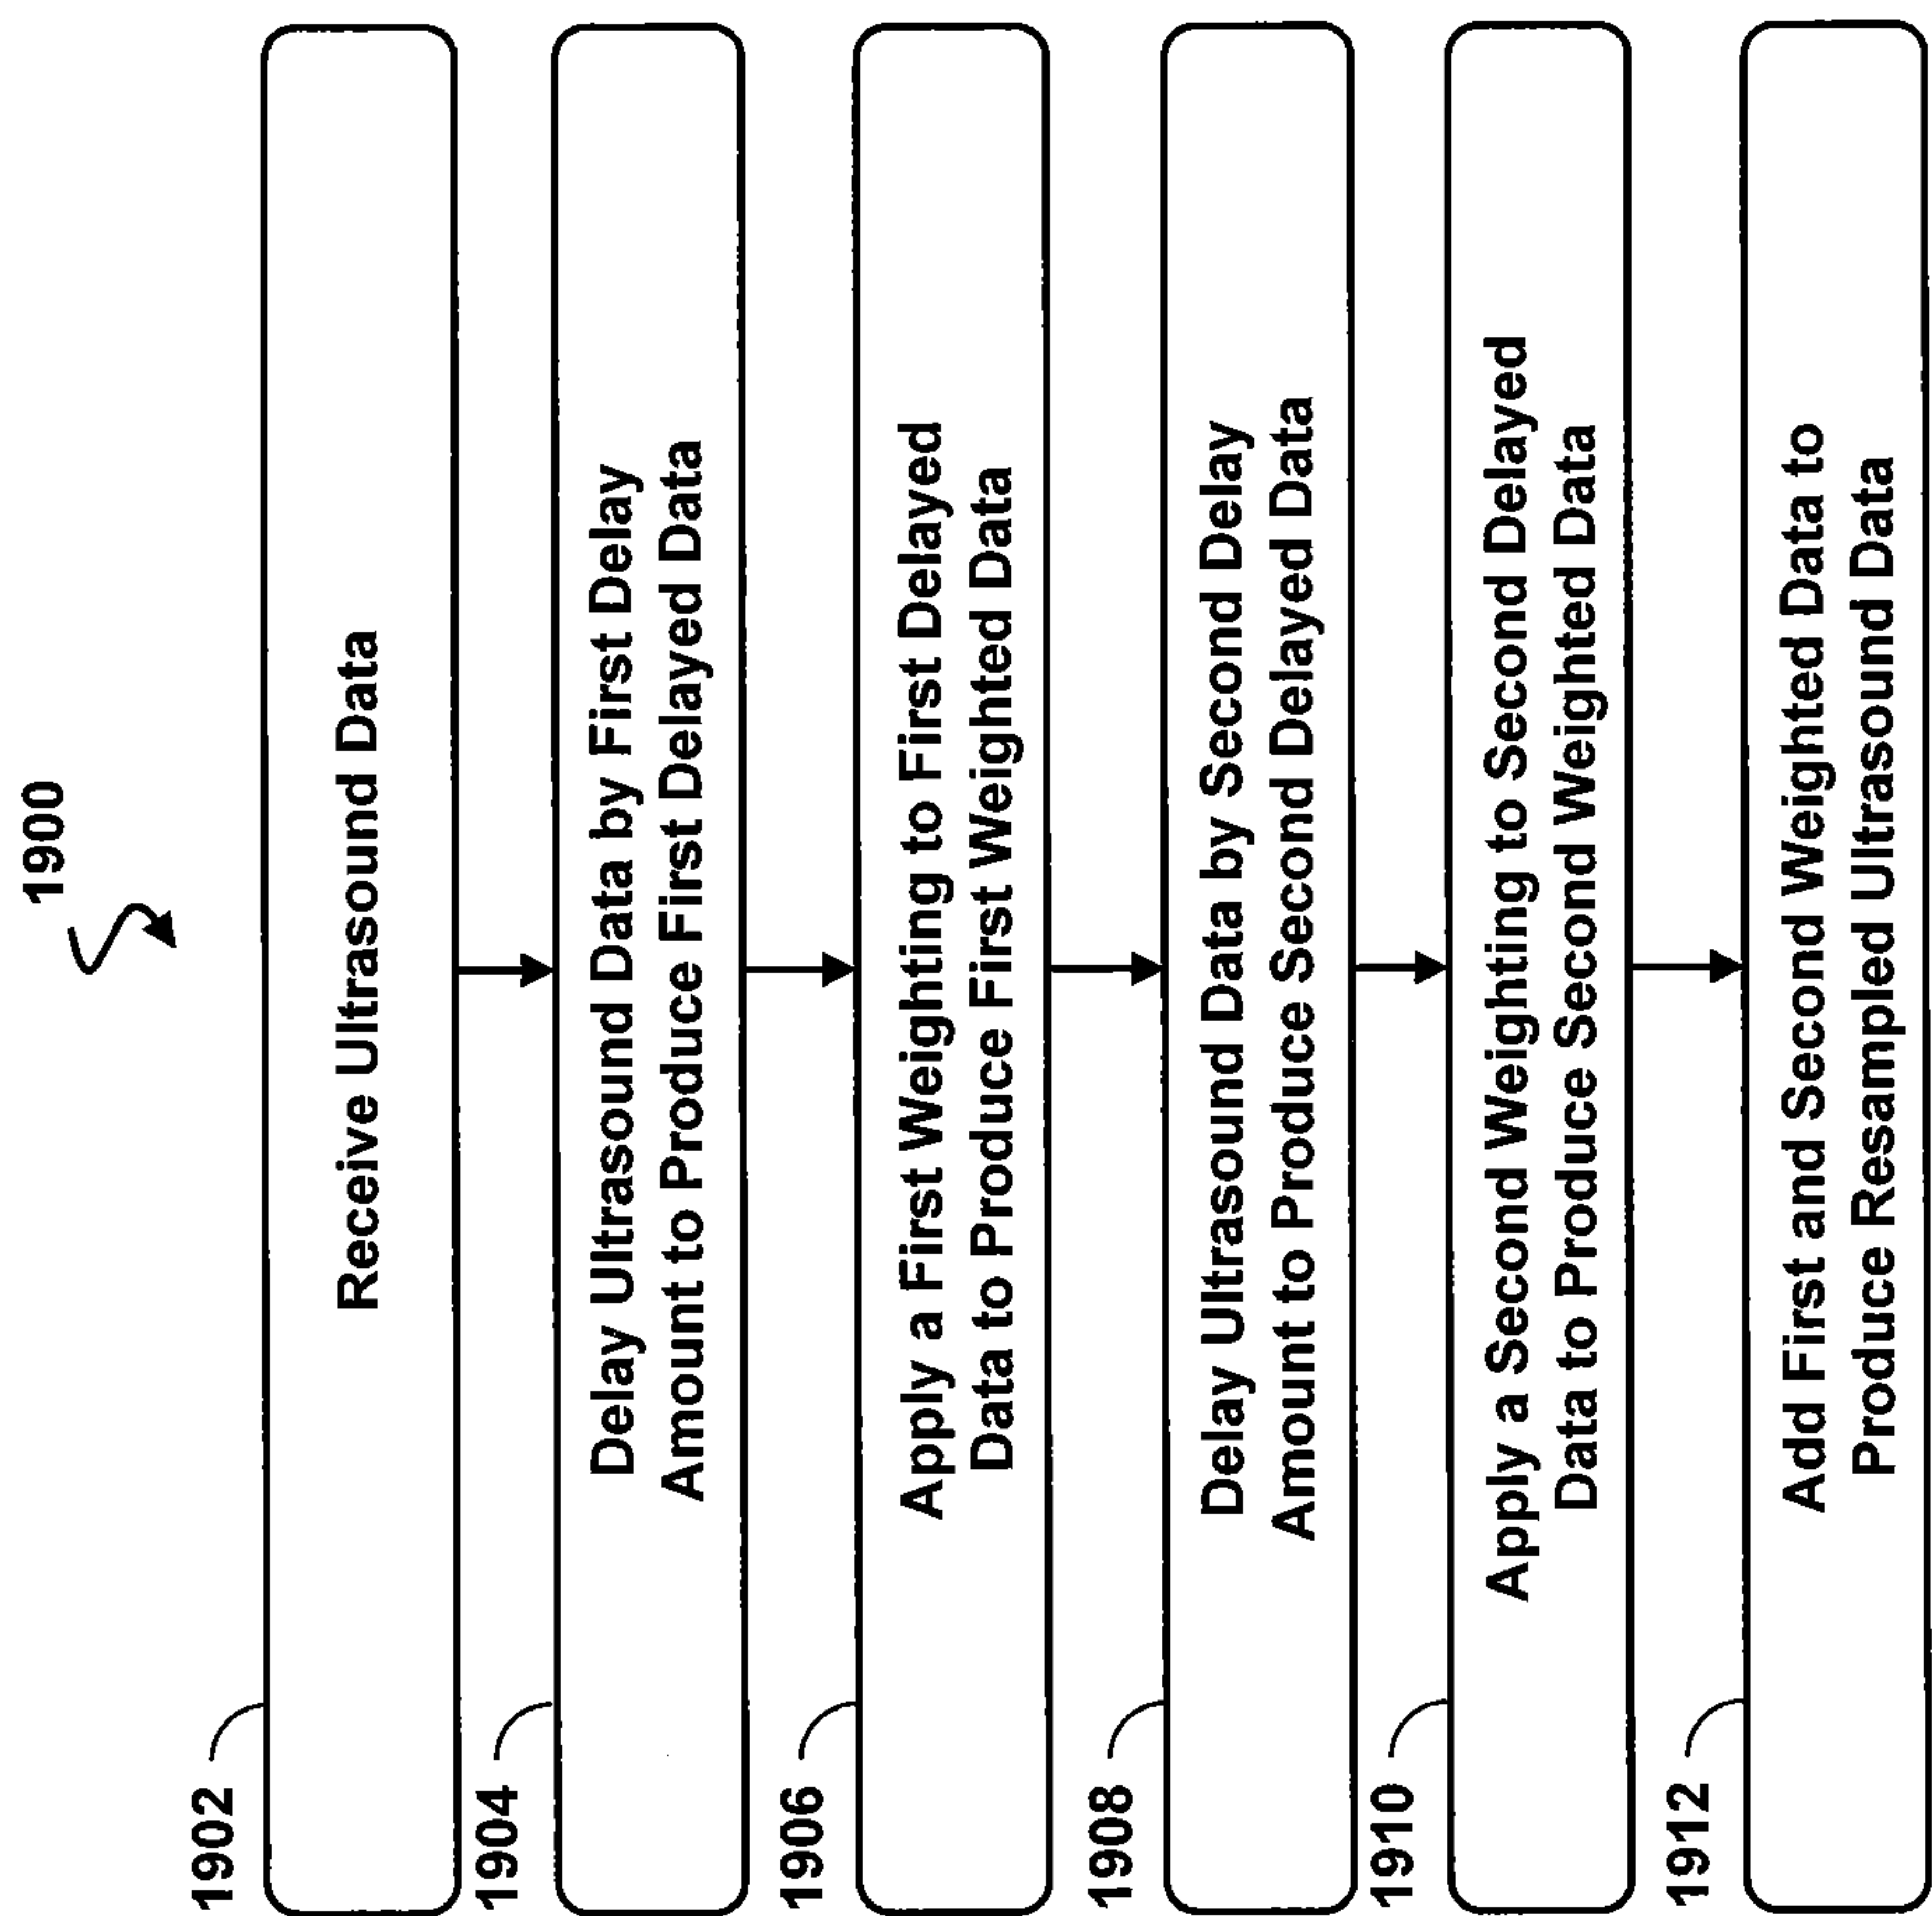 1900
1902
Receive Ultrasound Data
1904
Delay Ultrasound Data by First Delay
Amount to Produce First Delayed Data
1906
Apply a First Weighting to First Delayed
Data to Produce First Weighted Data
1908
Delay Ultrasound Data by Second Delay
Amount to Produce Second Delayed Data
1910
Apply a Second Weighting to Second Delayed
Data to Produce Second Weighted Data
1912
Add First and Second Weighted Data to
Produce Resampled Ultrasound Data